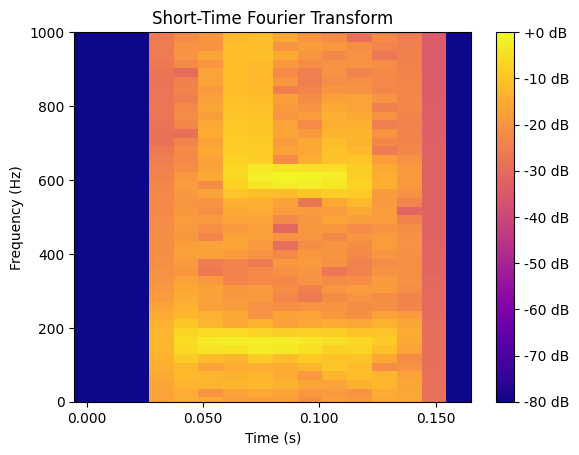 Short-Time Fourier Transform
Frequency (Hz)
1000
800
600
400
200
0
0.000
0.050
0.100
0.150
Time (s)
+0 dB
-10 dB
-20 dB
-30 dB
-40 dB
-50 dB
-60 dB
-70 dB
-80 dB